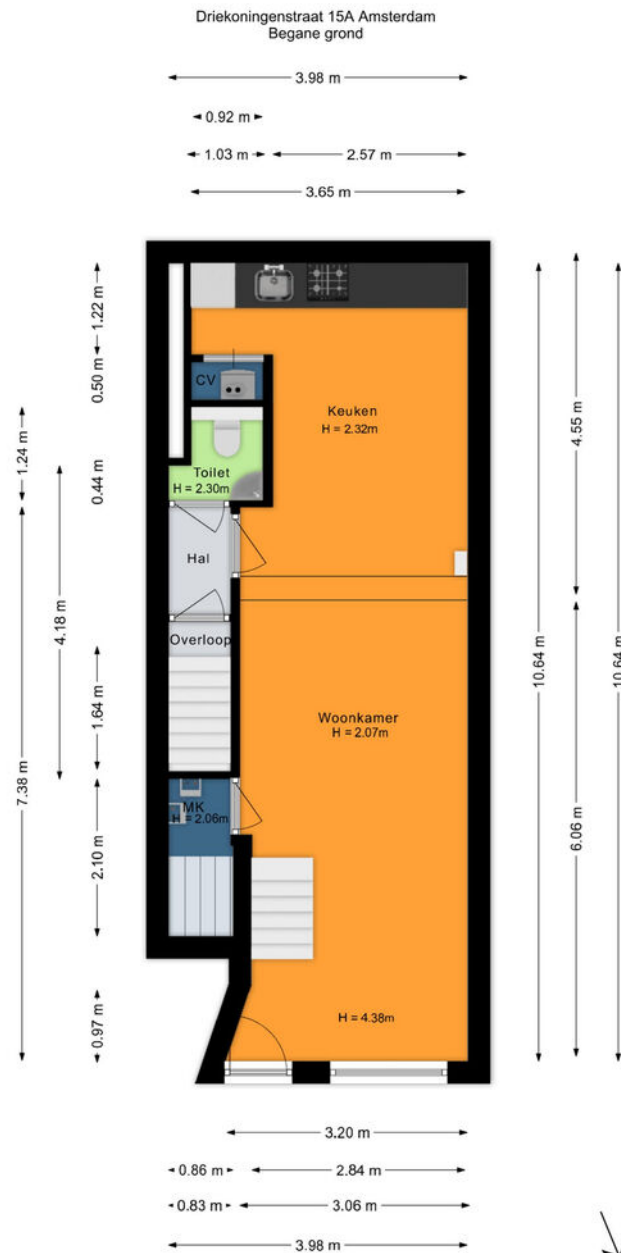 Driekoningenstraat 15A Amsterdam
Begane grond
3.98 m
0.92 m
1.03 m
2.57 m
3.65 m
1.22 m
0.50 m
0.44 m
1.24 m
4.18 m
7.38 m
1.64 m
2.10 m
0.97 m
CV
Keuken
H = 2.32m
Toilet
H = 2.30m
Hal
Overloop
Woonkamer
H = 2.07m
MK
H = 2.06m
H = 4.38m
4.55 m
6.06 m
10.64 m
10.64 m
3.20 m
0.86 m
2.84 m
0.83 m
3.06 m
3.98 m